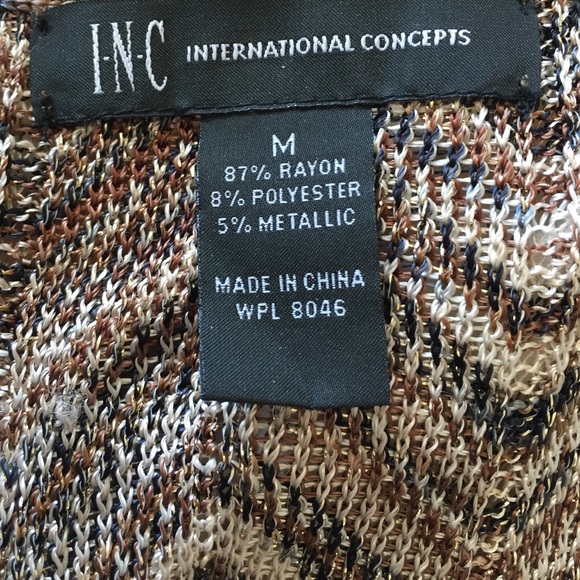 I·N·C INTERNATIONAL CONCEPTS
M
87% RAYON
8% POLYESTER
5% METALLIC
MADE IN CHINA
WPL 8046